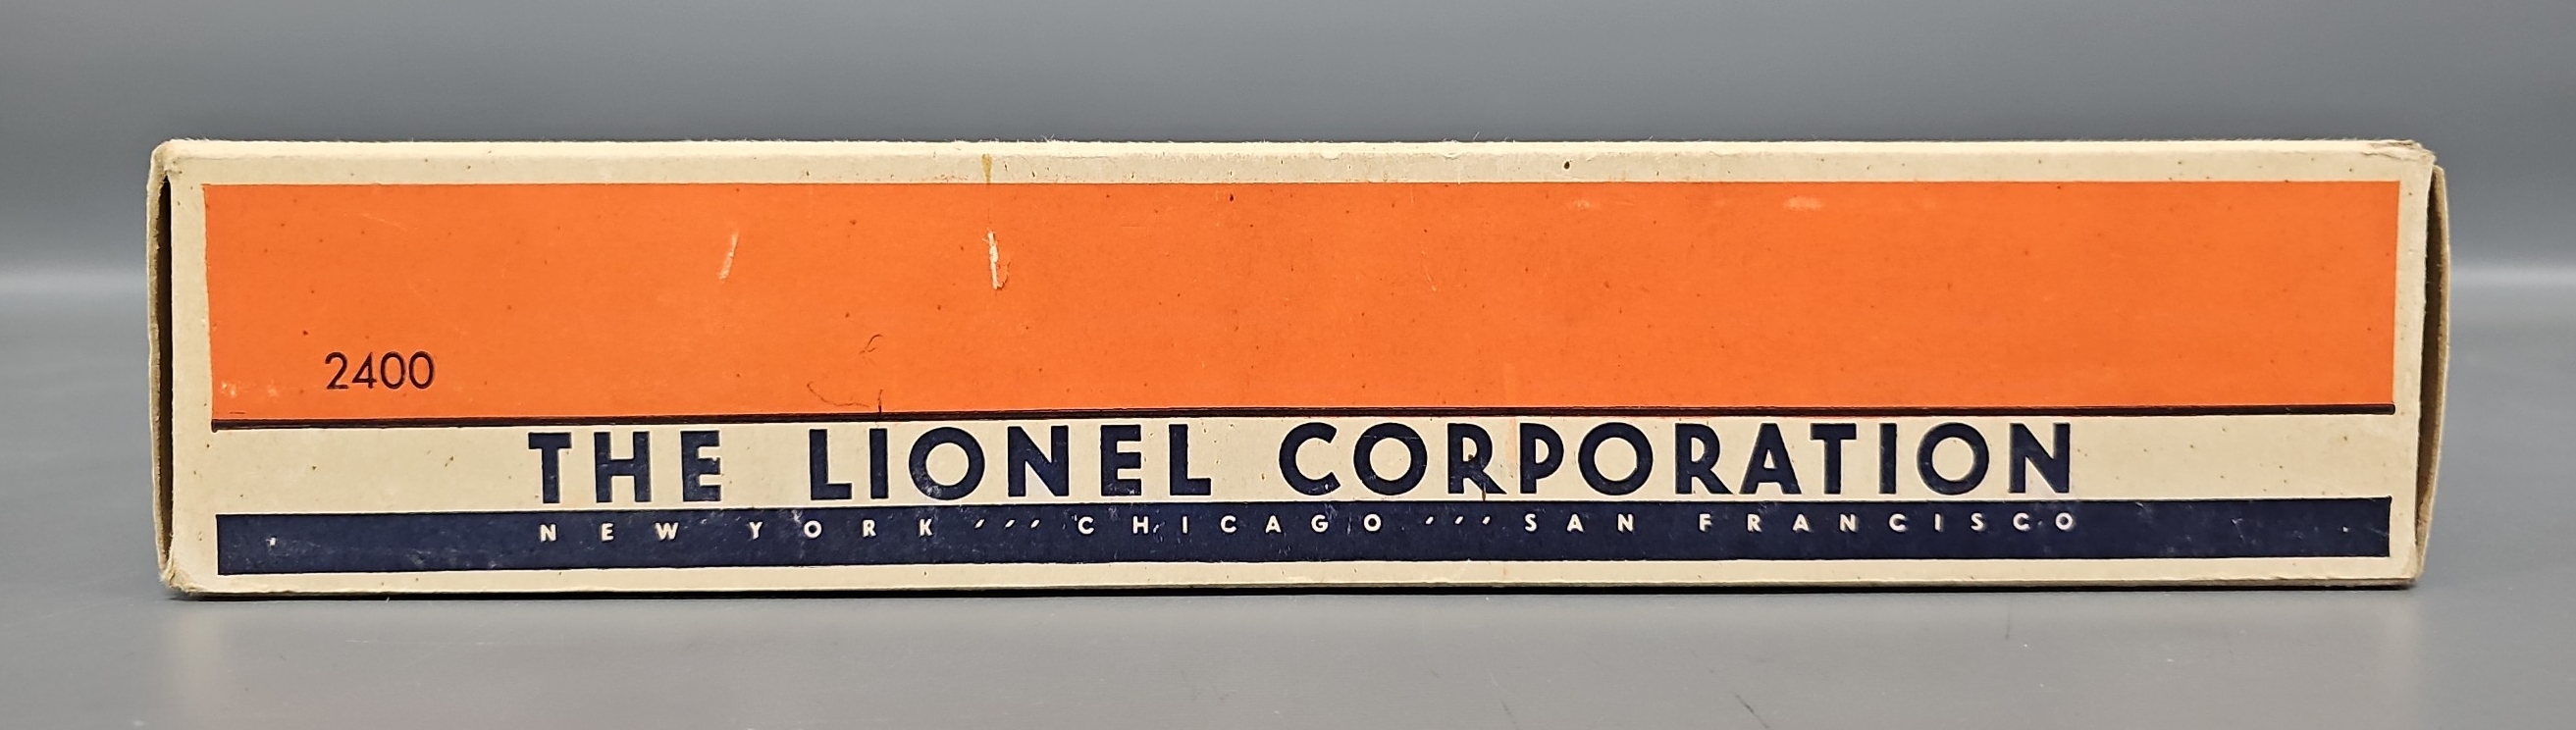 2400
THE LIONEL CORPORATION
NEW YORK ′′′ CHICAGO ′′′ SAN FRANCISCO